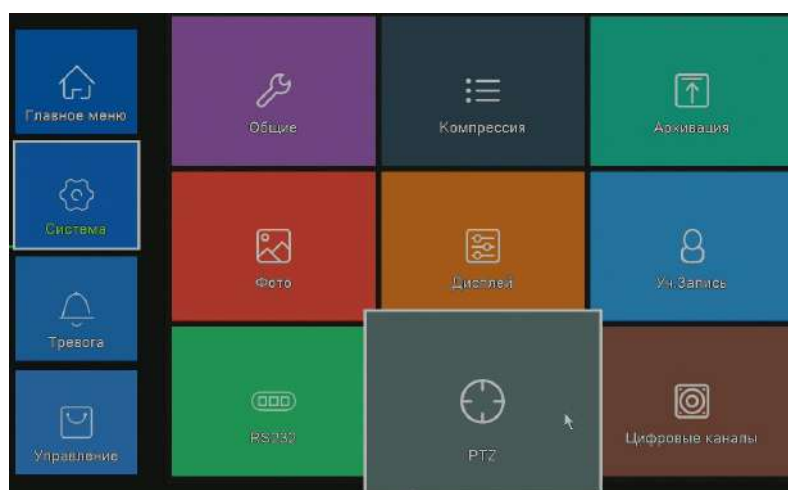 Главное меню
Общие
Компрессия
Архивация
Система
Фото
Дисплей
Уч.Запись
Тревога
RS232
PTZ
Цифровые каналы
Управление